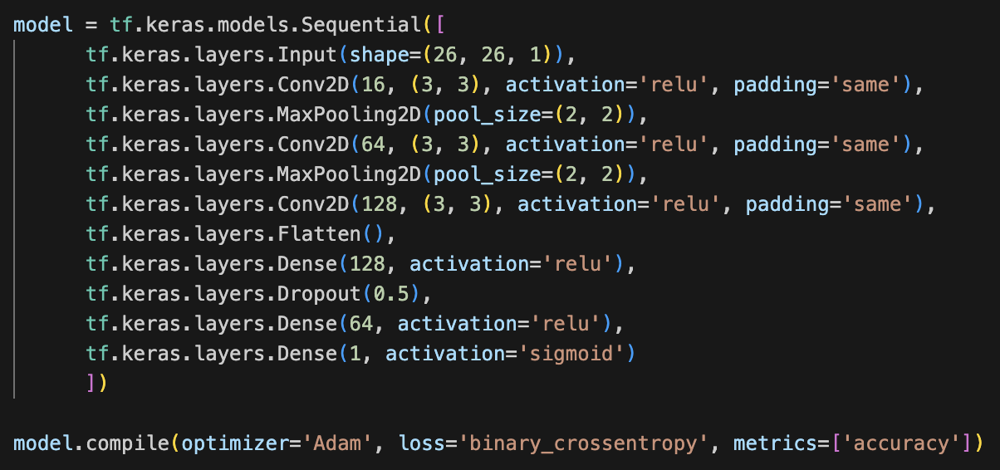 model = tf.keras.models.Sequential([
      tf.keras.layers.Input(shape=(26, 26, 1)),
      tf.keras.layers.Conv2D(16, (3, 3), activation='relu', padding='same'),
      tf.keras.layers.MaxPooling2D(pool_size=(2, 2)),
      tf.keras.layers.Conv2D(64, (3, 3), activation='relu', padding='same'),
      tf.keras.layers.MaxPooling2D(pool_size=(2, 2)),
      tf.keras.layers.Conv2D(128, (3, 3), activation='relu', padding='same'),
      tf.keras.layers.Flatten(),
      tf.keras.layers.Dense(128, activation='relu'),
      tf.keras.layers.Dropout(0.5),
      tf.keras.layers.Dense(64, activation='relu'),
      tf.keras.layers.Dense(1, activation='sigmoid')
      ])

model.compile(optimizer='Adam', loss='binary_crossentropy', metrics=['accuracy'])